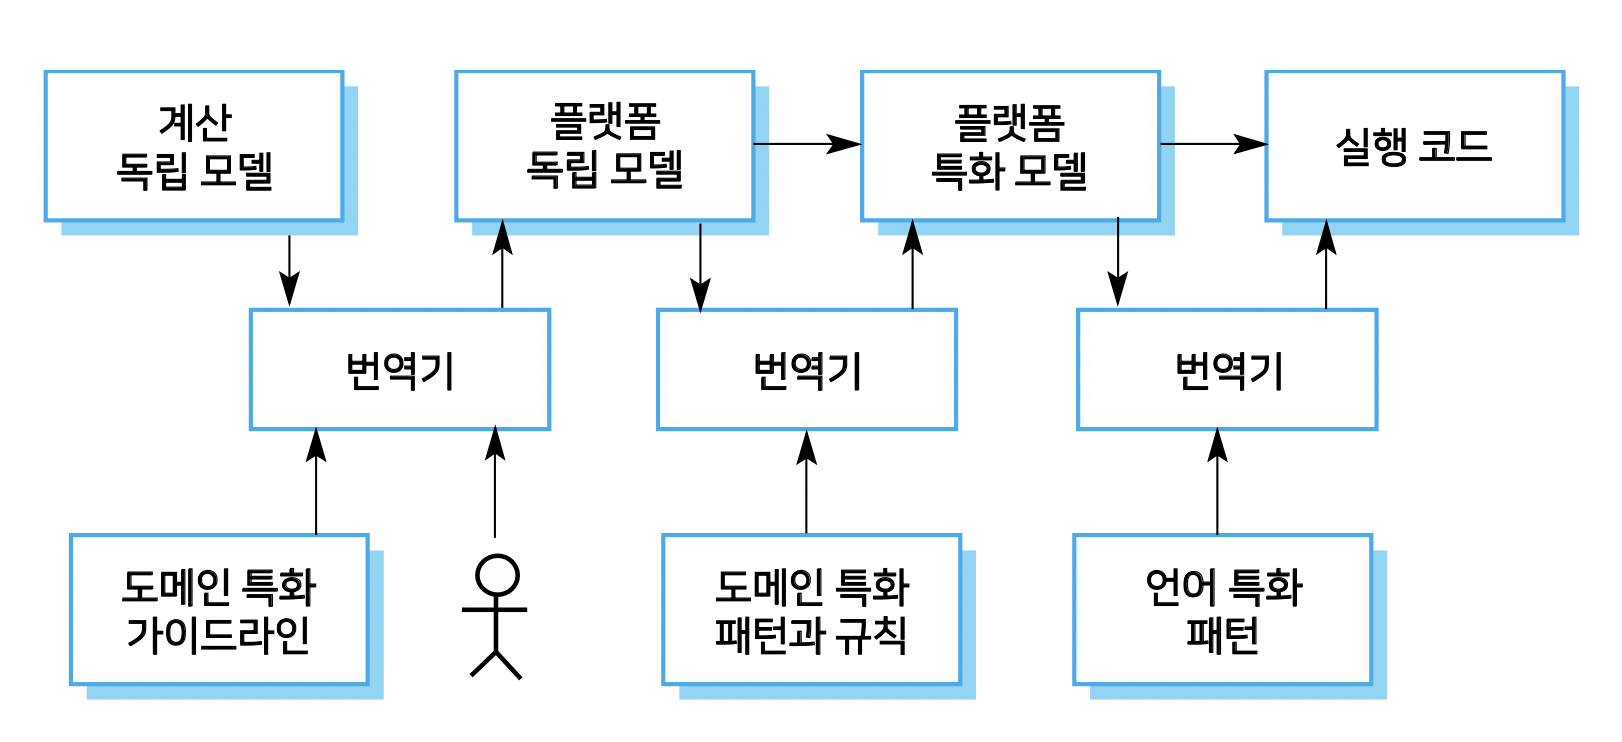 계산
독립 모델
플랫폼
독립 모델
플랫폼
특화 모델
실행 코드
번역기
번역기
번역기
도메인 특화
가이드라인
도메인 특화
패턴과 규칙
언어 특화
패턴